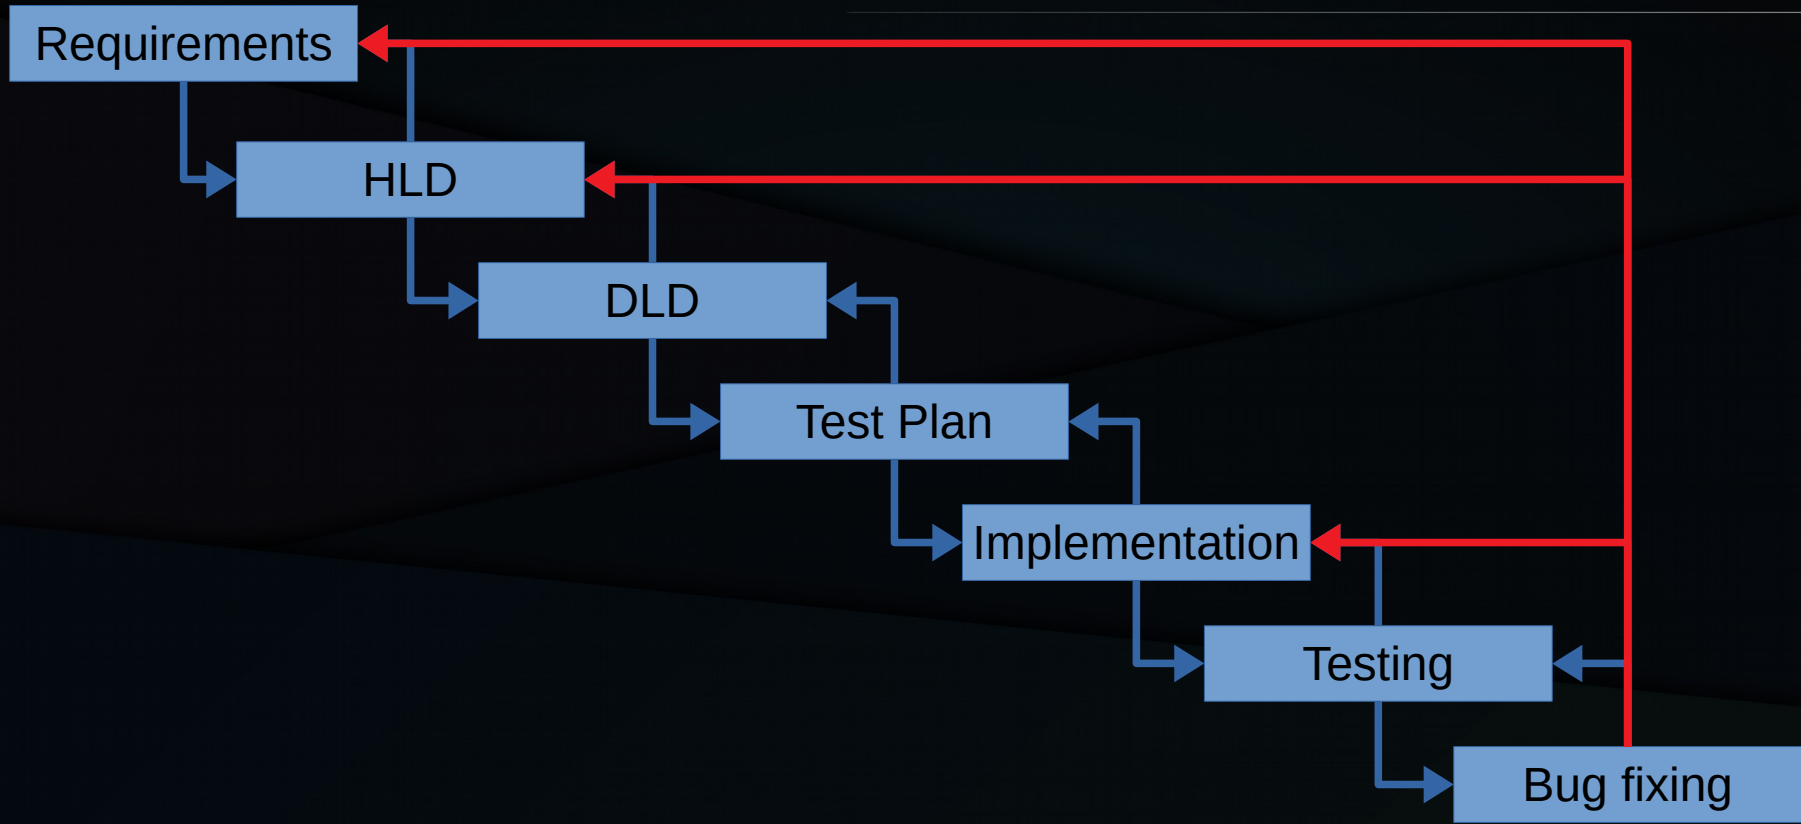 Requirements
HLD
DLD
Test Plan
Implementation
Testing
Bug fixing